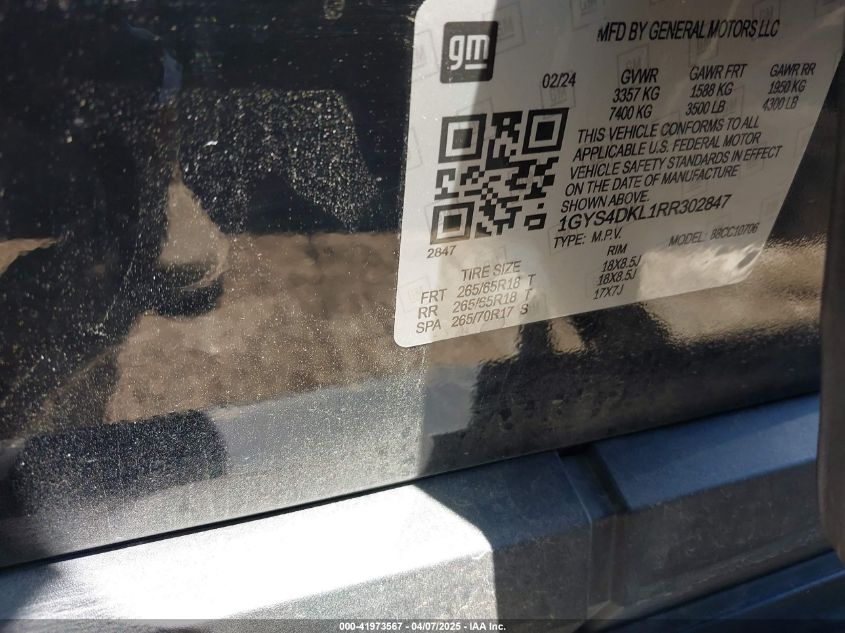 gm
MFD BY GENERAL MOTORS LLC
02/24
GVWR GAWR FRT GAWR RR
3357 KG 1588 KG 1950 KG
7400 KG 3500 LB 4300 LB
THIS VEHICLE CONFORMS TO ALL
APPLICABLE U.S. FEDERAL MOTOR
VEHICLE SAFETY STANDARDS IN EFFECT
ON THE DATE OF MANUFACTURE
SHOWN ABOVE.
1GYS4DKL1RR302847
TYPE: M.P.V. MODEL: B8CC10706
2847
TIRE SIZE RIM
FRT 265/65R18 T 18X8.5J
RR 265/65R18 T 18X8.5J
SPA 265/70R17 S 17X7J
000-41973567 - 04/07/2025 - IAA Inc.